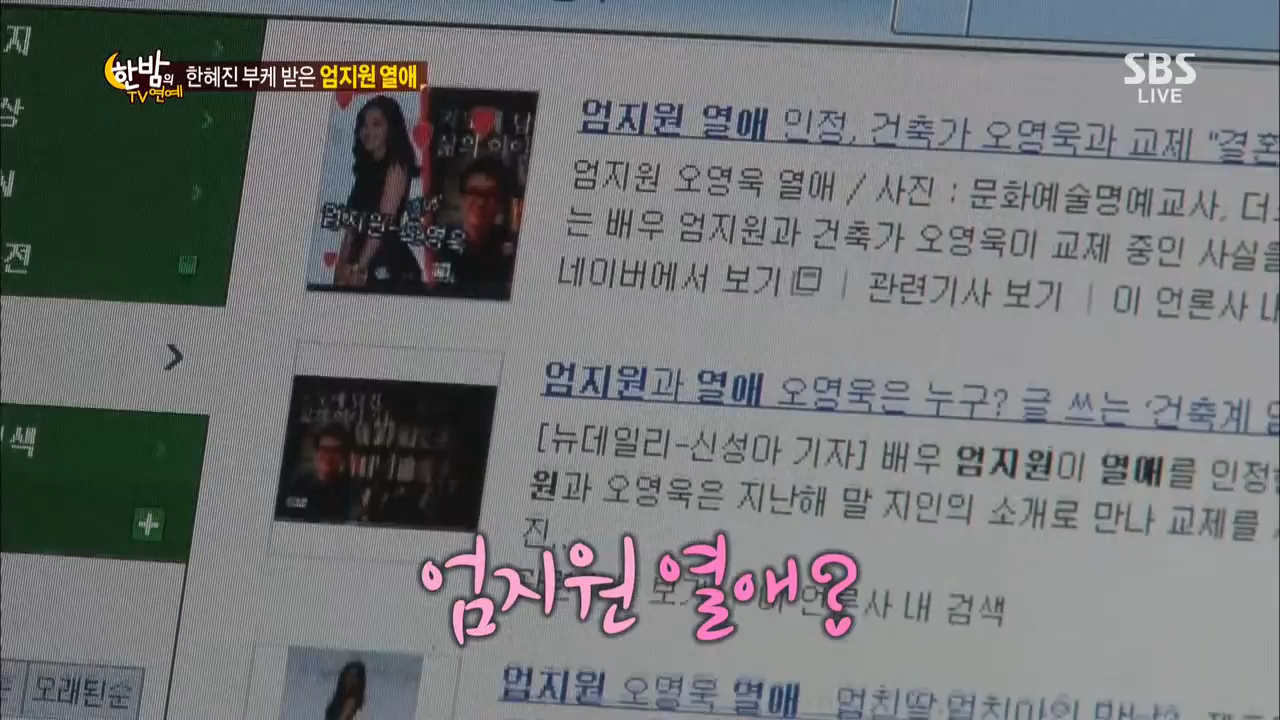 지
한밤의
TV연예
한혜진 부케 받은 엄지원 열애
SBS
LIVE
상
전
색
엄지원 열애 인정, 건축가 오영욱과 교제 "결혼
엄지원 오영욱 열애 / 사진 : 문화예술명예교사, 더
는 배우 엄지원과 건축가 오영욱이 교제 중인 사실을
네이버에서 보기 | 관련기사 보기 | 이 언론사 내
엄지원과 열애 오영욱은 누구? 글 쓰는 '건축계
[뉴데일리-신성아 기자] 배우 엄지원이 열애를 인정
원과 오영욱은 지난해 말 지인의 소개로 만나 교제를
진
엄지원 열애?
언론사 내 검색
오래된순
엄지원 오영욱 열애